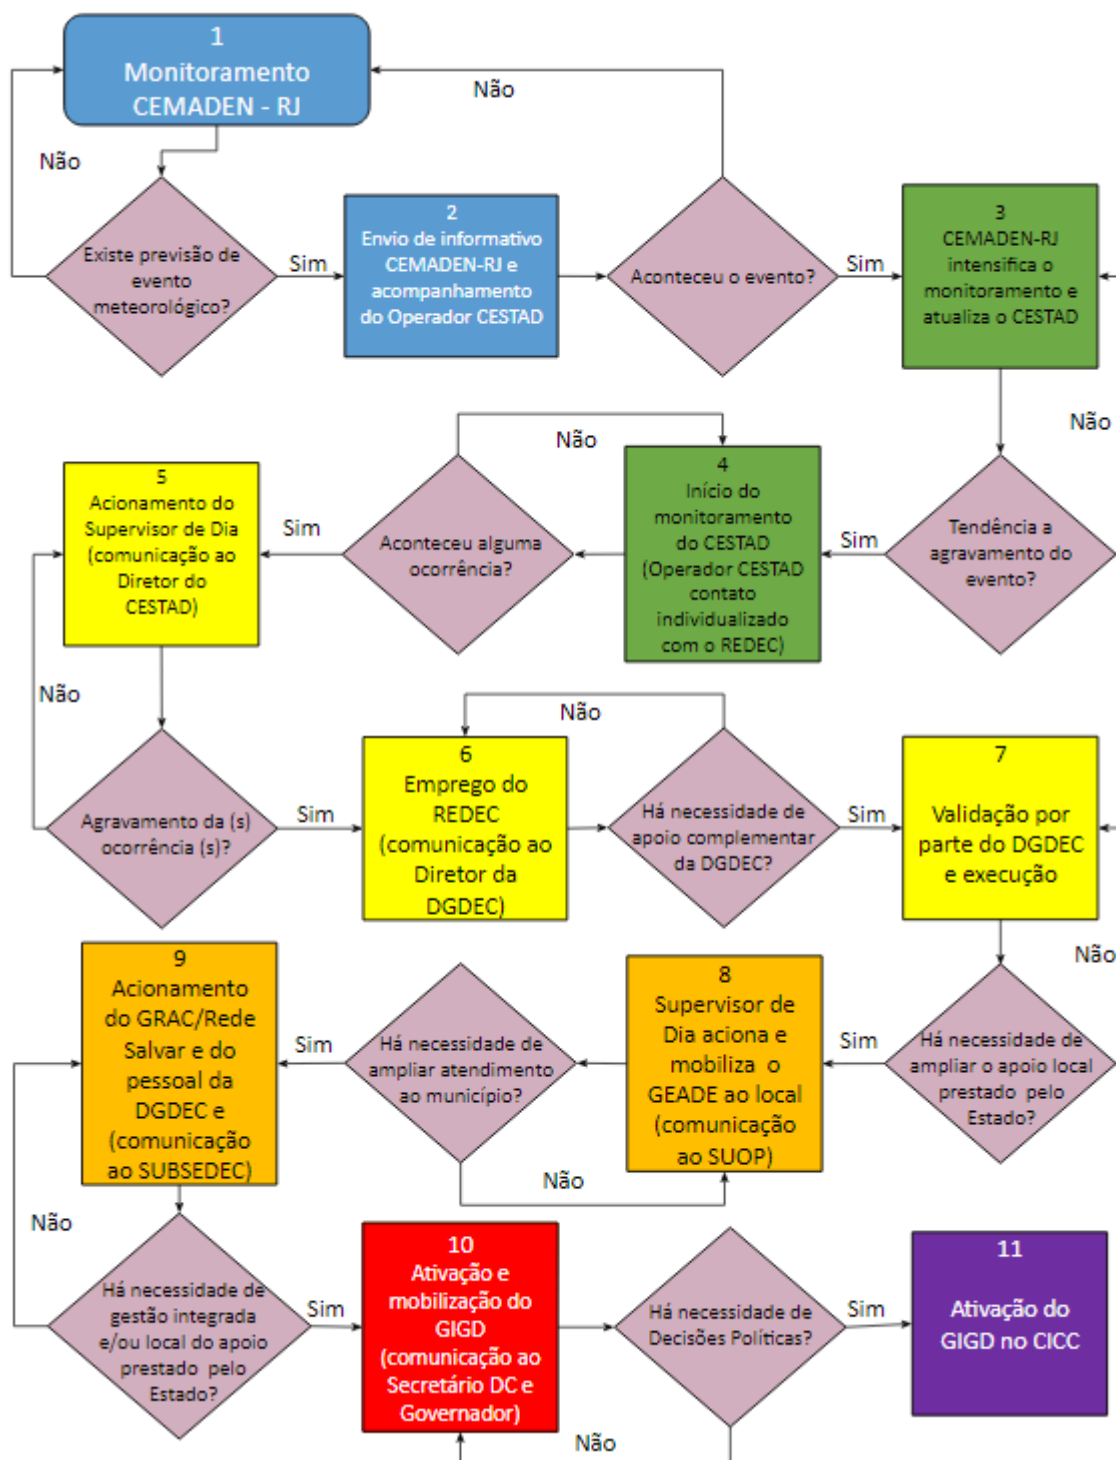 1
Monitoramento
CEMADEN - RJ
Não
Não
Existe previsão de
evento
meteorológico?
Sim
2
Envio de informativo
CEMADEN-RJ e
acompanhamento
do Operador CESTAD
Aconteceu o evento?
Sim
3
CEMADEN-RJ
intensifica o
monitoramento e
atualiza o CESTAD
Não
Tendência a
agravamento do
evento?
Sim
4
Início do
monitoramento
do CESTAD
(Operador CESTAD
contato
individualizado
com o REDEC)
Não
Aconteceu alguma
ocorrência?
Sim
5
Acionamento do
Supervisor de Dia
(comunicação ao
Diretor do
CESTAD)
Não
Agravamento da (s)
ocorrência (s)?
Sim
6
Emprego do
REDEC
(comunicação ao
Diretor da
DGDEC)
Não
Há necessidade de
apoio complementar
da DGDEC?
Sim
7
Validação por
parte do DGDEC
e execução
Não
Há necessidade de
ampliar o apoio local
prestado pelo
Estado?
Sim
8
Supervisor de
Dia aciona e
mobiliza o
GEADE ao local
(comunicação
ao SUOP)
Há necessidade de
ampliar atendimento
ao município?
Não
Sim
9
Acionamento
do GRAC/Rede
Salvar e do
pessoal da
DGDEC e
(comunicação
ao SUBSEDEC)
Não
Há necessidade de
gestão integrada
e/ou local do apoio
prestado pelo
Estado?
Sim
10
Ativação e
mobilização do
GIGD
(comunicação ao
Secretário DC e
Governador)
Há necessidade de
Decisões Políticas?
Não
Sim
11
Ativação do
GIGD no CICC